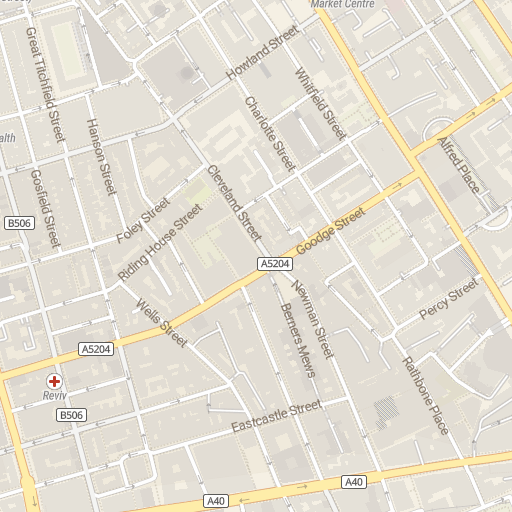 Street
Market Centre
Howland Street
Great Titchfield Street
Whitfield Street
Hanson Street
Charlotte Street
Alfred Place
Cleveland Street
Gosfield Street
Foley Street
Riding House Street
B506
Goodge Street
A5204
Percy Street
Newman Street
Wells Street
Berners Mews
A5204
Rathbone Place
Reviv
B506
Eastcastle Street
A40
A40